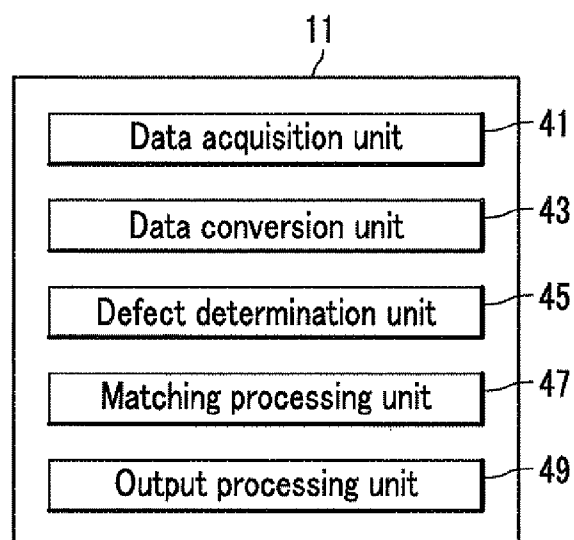 11
Data acquisition unit 41
Data conversion unit 43
Defect determination unit 45
Matching processing unit 47
Output processing unit 49